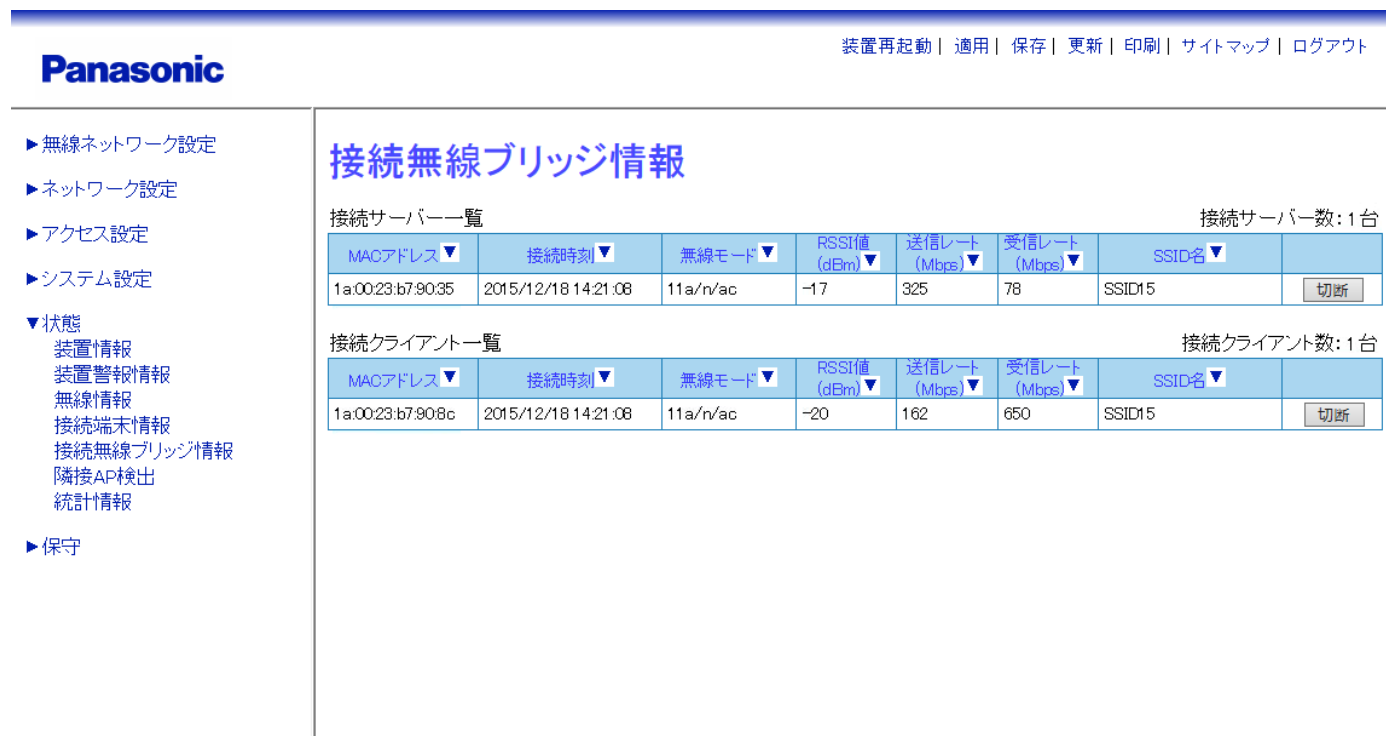 装置再起動| 適用| 保存| 更新| 印刷| サイトマップ| ログアウト
Panasonic
▶無線ネットワーク設定
▶ネットワーク設定
▶アクセス設定
▶システム設定
▼状態
装置情報
装置警報情報
無線情報
接続端末情報
接続無線ブリッジ情報
隣接AP検出
統計情報
▶保守
接続無線ブリッジ情報
接続サーバー一覧 接続サーバー数:1台
MACアドレス▼ 接続時刻▼ 無線モード▼ RSSI値(dBm)▼ 送信レート(Mbps)▼ 受信レート(Mbps)▼ SSID名▼
1a:00:23:b7:90:35 2015/12/18 14:21:08 11a/n/ac -17 325 78 SSID15 切断
接続クライアント一覧 接続クライアント数:1台
MACアドレス▼ 接続時刻▼ 無線モード▼ RSSI値(dBm)▼ 送信レート(Mbps)▼ 受信レート(Mbps)▼ SSID名▼
1a:00:23:b7:90:8c 2015/12/18 14:21:08 11a/n/ac -20 162 650 SSID15 切断